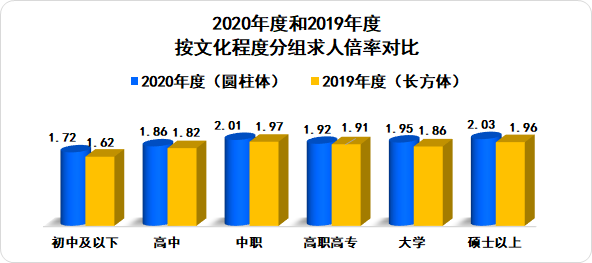 2020年度和2019年度
按文化程度分组求人倍率对比
2020年度（圆柱体） 2019年度（长方体）
1.72 1.62 1.86 1.82 2.01 1.97 1.92 1.91 1.95 1.86 2.03 1.96
初中及以下 高中 中职 高职高专 大学 硕士以上